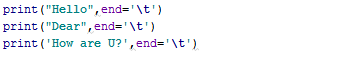 print("Hello",end='\t')
print("Dear",end='\t')
print('How are U?',end='\t')